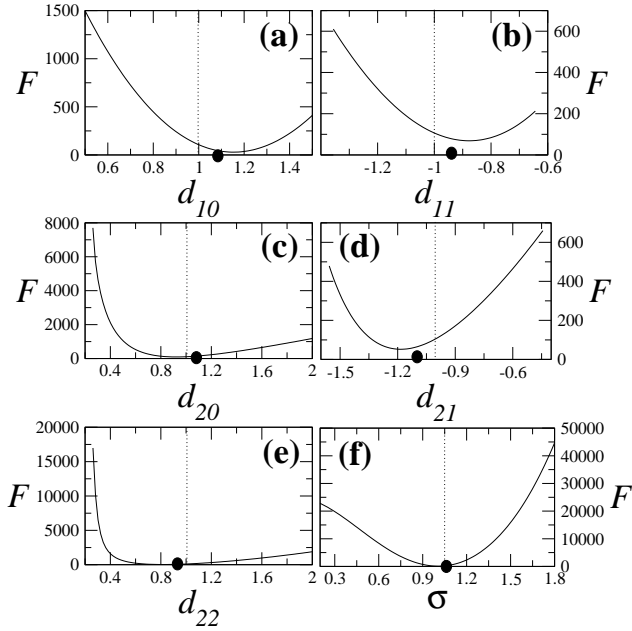 1500
1000
500
0
F
(a)
0.6 0.8 1 1.2 1.4
d10
600
400
200
0
F
(b)
-1.2 -1 -0.8 -0.6
d11
8000
6000
4000
2000
0
F
(c)
0.4 0.8 1.2 1.6 2
d20
600
400
200
0
F
(d)
-1.5 -1.2 -0.9 -0.6
d21
20000
15000
10000
5000
0
F
(e)
0.4 0.8 1.2 1.6 2
d22
50000
40000
30000
20000
10000
0
F
(f)
0.3 0.6 0.9 1.2 1.5 1.8
σ